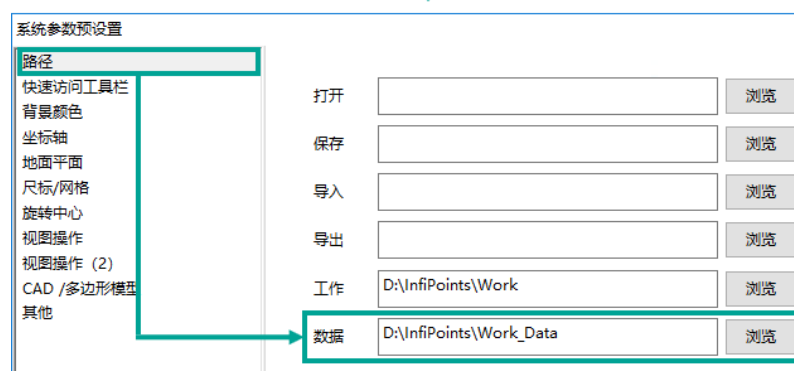 系统参数预设置
路径
快速访问工具栏
背景颜色
坐标轴
地面平面
尺标/网格
旋转中心
视图操作
视图操作（2）
CAD /多边形模型
其他
打开 浏览
保存 浏览
导入 浏览
导出 浏览
工作 D:\InfiPoints\Work 浏览
数据 D:\InfiPoints\Work_Data 浏览